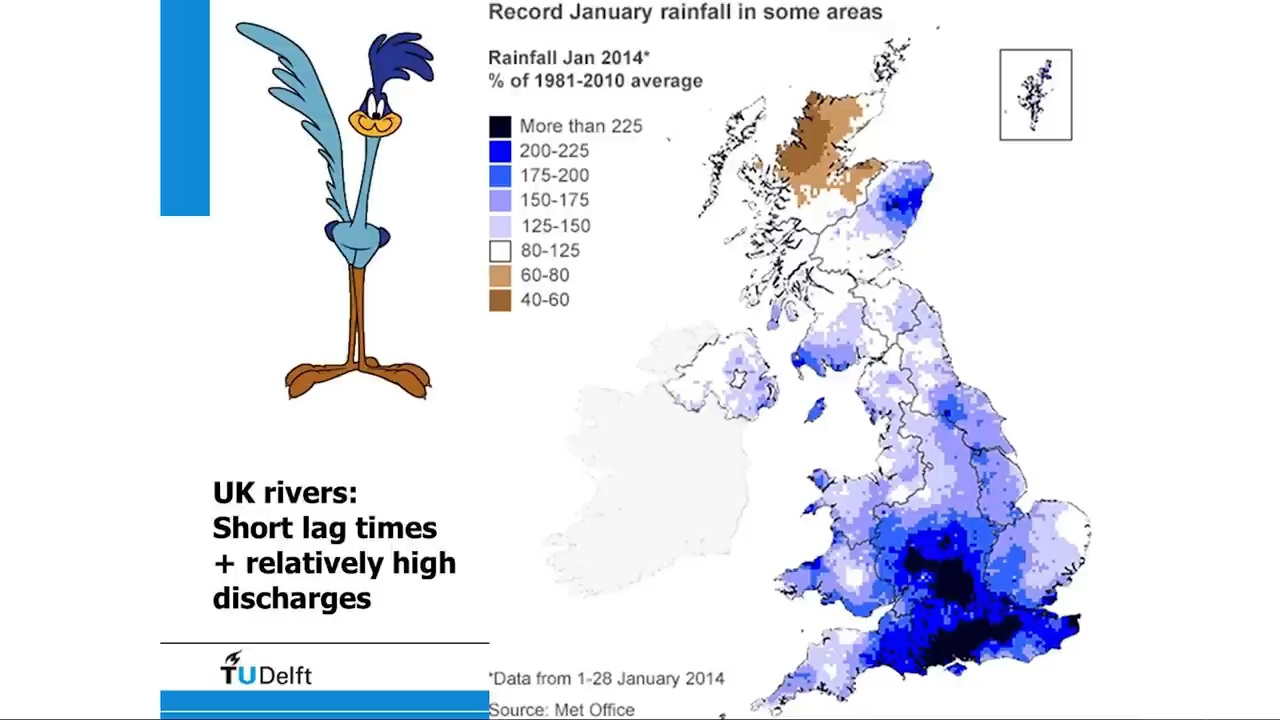 Record January rainfall in some areas
Rainfall Jan 2014*
% of 1981-2010 average
More than 225
200-225
175-200
150-175
125-150
80-125
60-80
40-60
UK rivers:
Short lag times
+ relatively high
discharges
TUDelft
*Data from 1-28 January 2014
Source: Met Office